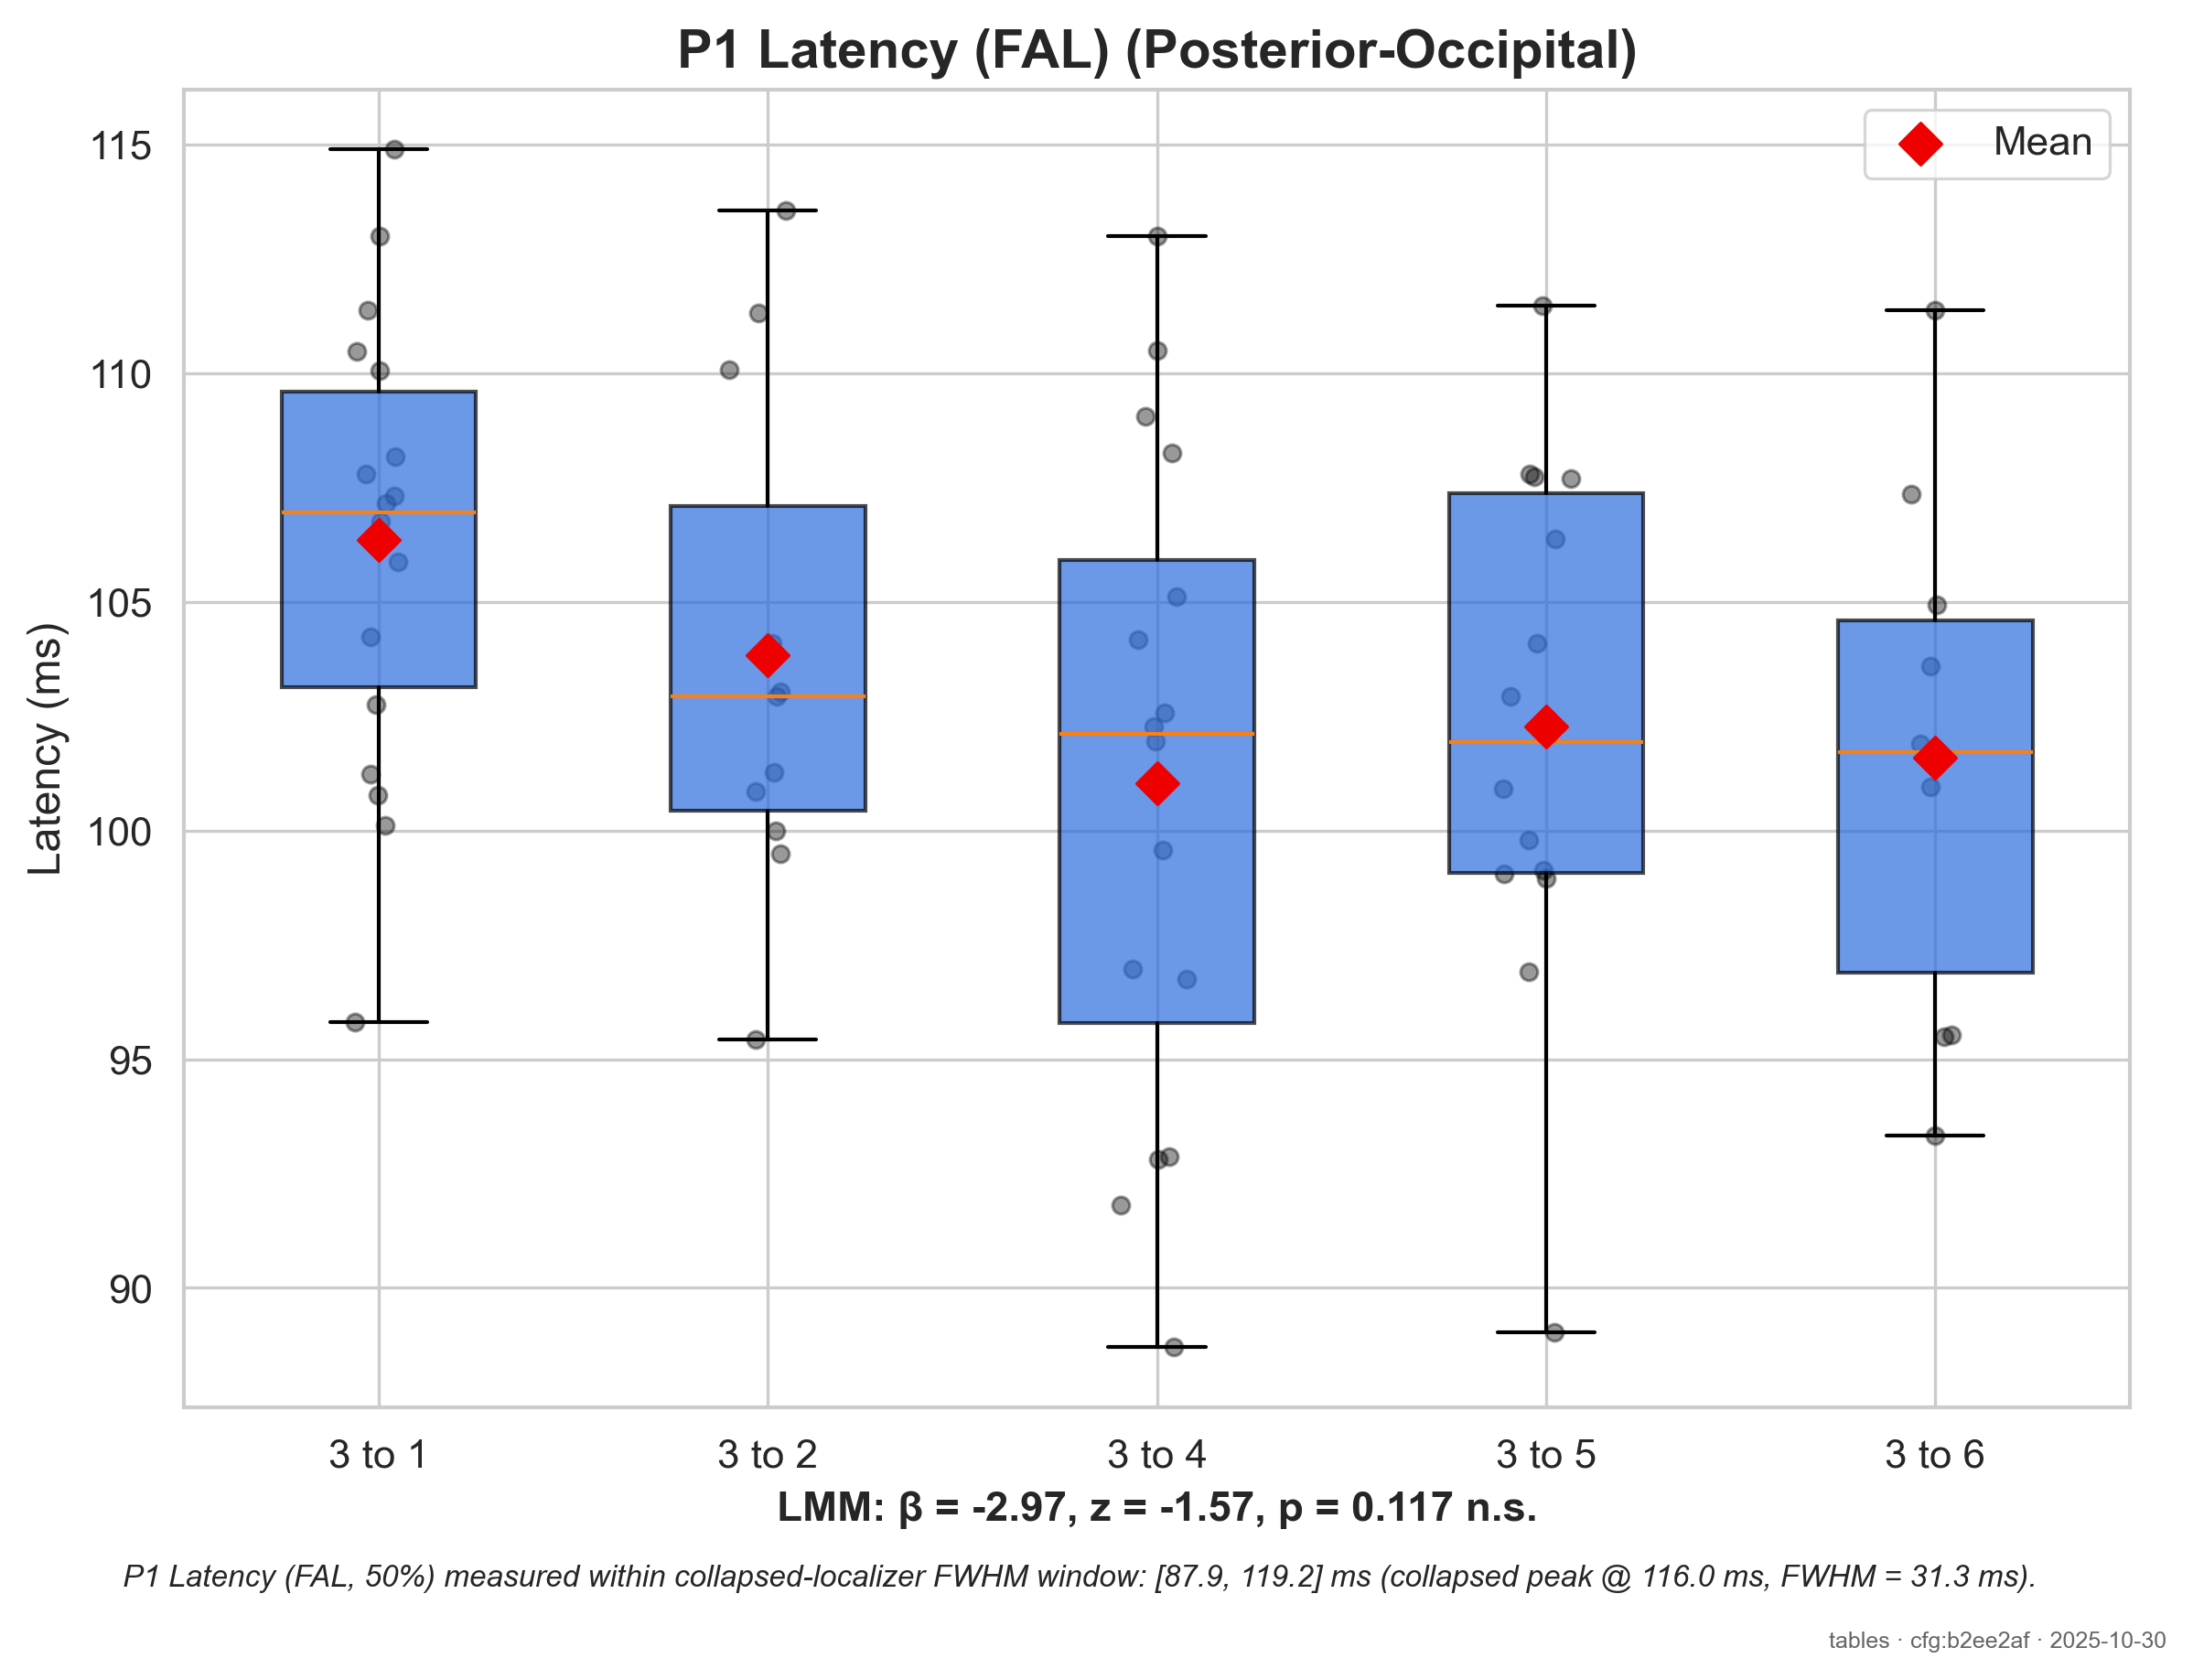 P1 Latency (FAL) (Posterior-Occipital)
Mean
115
110
105
100
95
90
Latency (ms)
3 to 1
3 to 2
3 to 4
3 to 5
3 to 6
LMM: β = -2.97, z = -1.57, p = 0.117 n.s.
P1 Latency (FAL, 50%) measured within collapsed-localizer FWHM window: [87.9, 119.2] ms (collapsed peak @ 116.0 ms, FWHM = 31.3 ms).
tables · cfg:b2ee2af · 2025-10-30